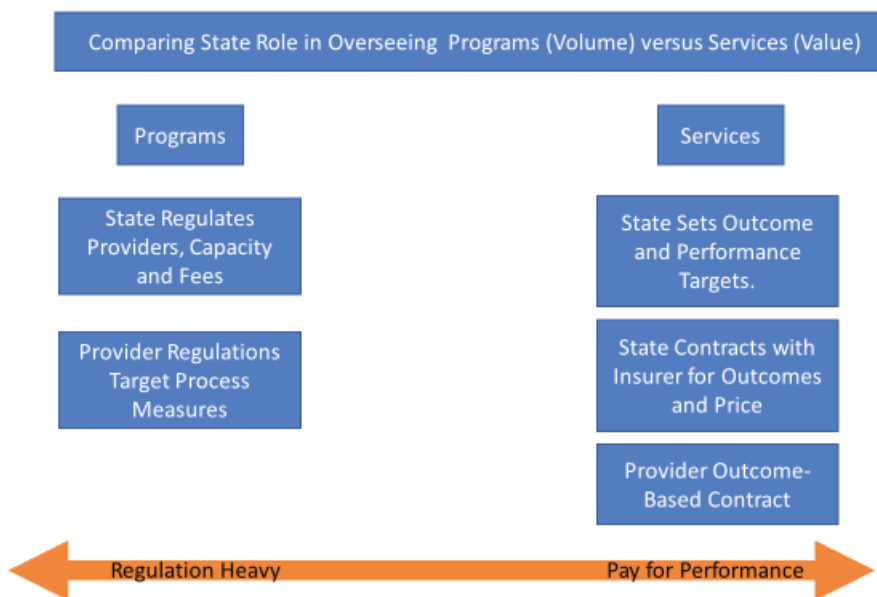 Comparing State Role in Overseeing Programs (Volume) versus Services (Value)
Programs
State Regulates
Providers, Capacity
and Fees
Provider Regulations
Target Process
Measures
Services
State Sets Outcome
and Performance
Targets.
State Contracts with
Insurer for Outcomes
and Price
Provider Outcome-
Based Contract
Regulation Heavy
Pay for Performance